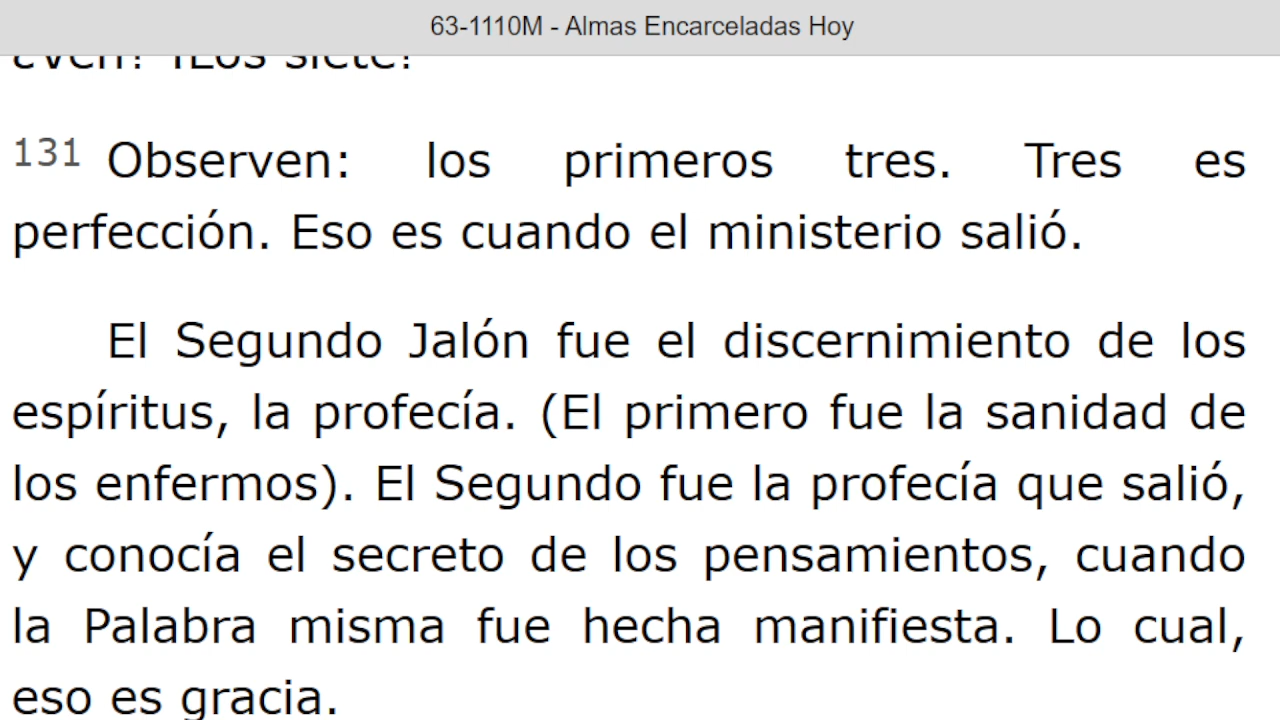 63-1110M - Almas Encarceladas Hoy
¿ven? ¡Los siete!
131 Observen: los primeros tres. Tres es
perfección. Eso es cuando el ministerio salió.
El Segundo Jalón fue el discernimiento de los
espíritus, la profecía. (El primero fue la sanidad de
los enfermos). El Segundo fue la profecía que salió,
y conocía el secreto de los pensamientos, cuando
la Palabra misma fue hecha manifiesta. Lo cual,
eso es gracia.